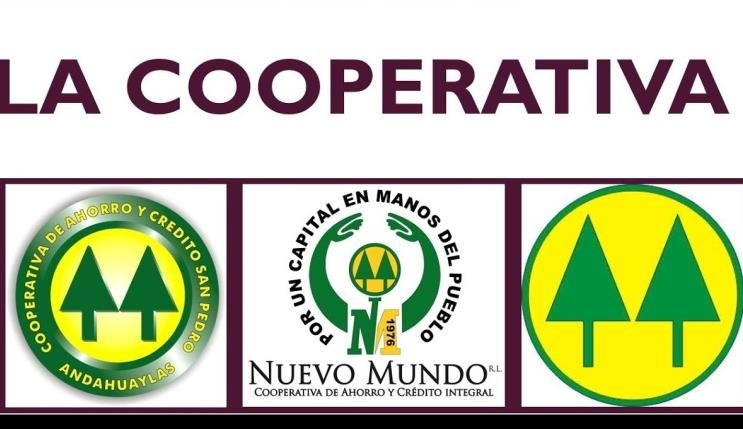 LA COOPERATIVA
COOPERATIVA DE AHORRO Y CREDITO SAN PEDRO
ANDAHUAYLAS
POR UN CAPITAL EN MANOS DEL PUEBLO
NM
1976
NUEVO MUNDO R.L.
COOPERATIVA DE AHORRO Y CRÉDITO INTEGRAL